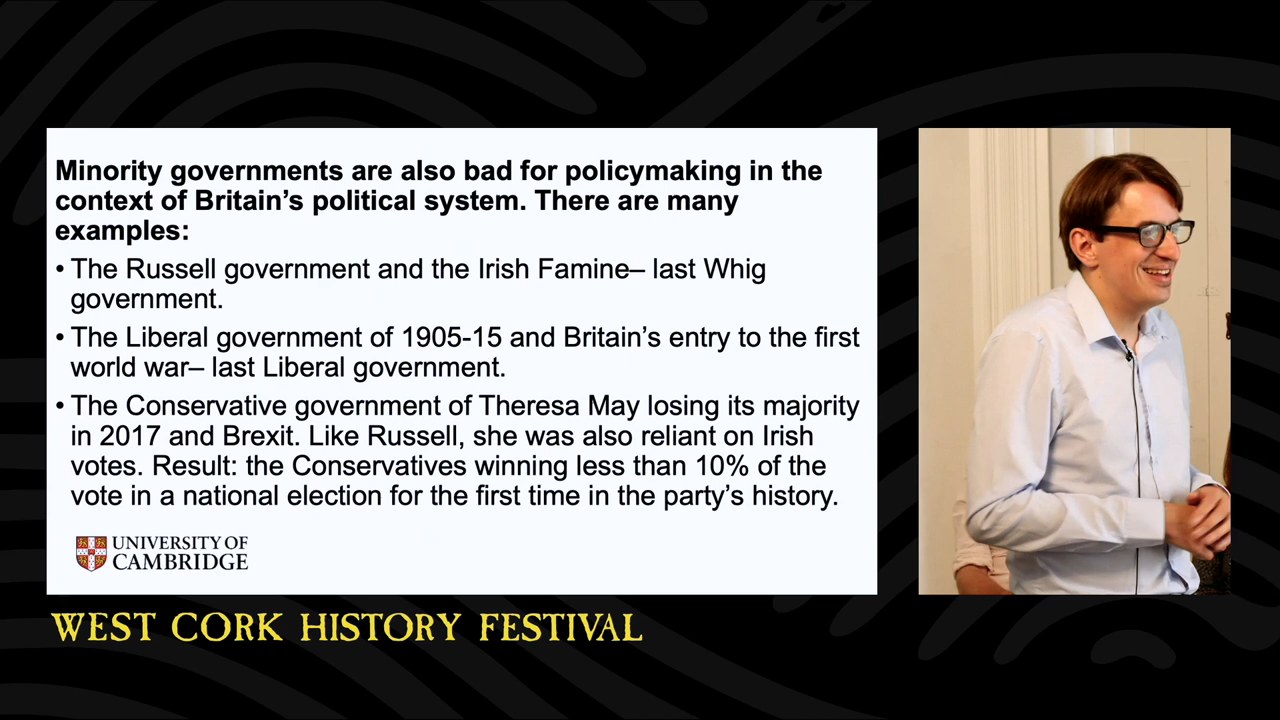 Minority governments are also bad for policymaking in the
context of Britain’s political system. There are many
examples:
• The Russell government and the Irish Famine– last Whig
government.
• The Liberal government of 1905-15 and Britain’s entry to the first
world war– last Liberal government.
• The Conservative government of Theresa May losing its majority
in 2017 and Brexit. Like Russell, she was also reliant on Irish
votes. Result: the Conservatives winning less than 10% of the
vote in a national election for the first time in the party’s history.
UNIVERSITY OF
CAMBRIDGE
WEST CORK HISTORY FESTIVAL